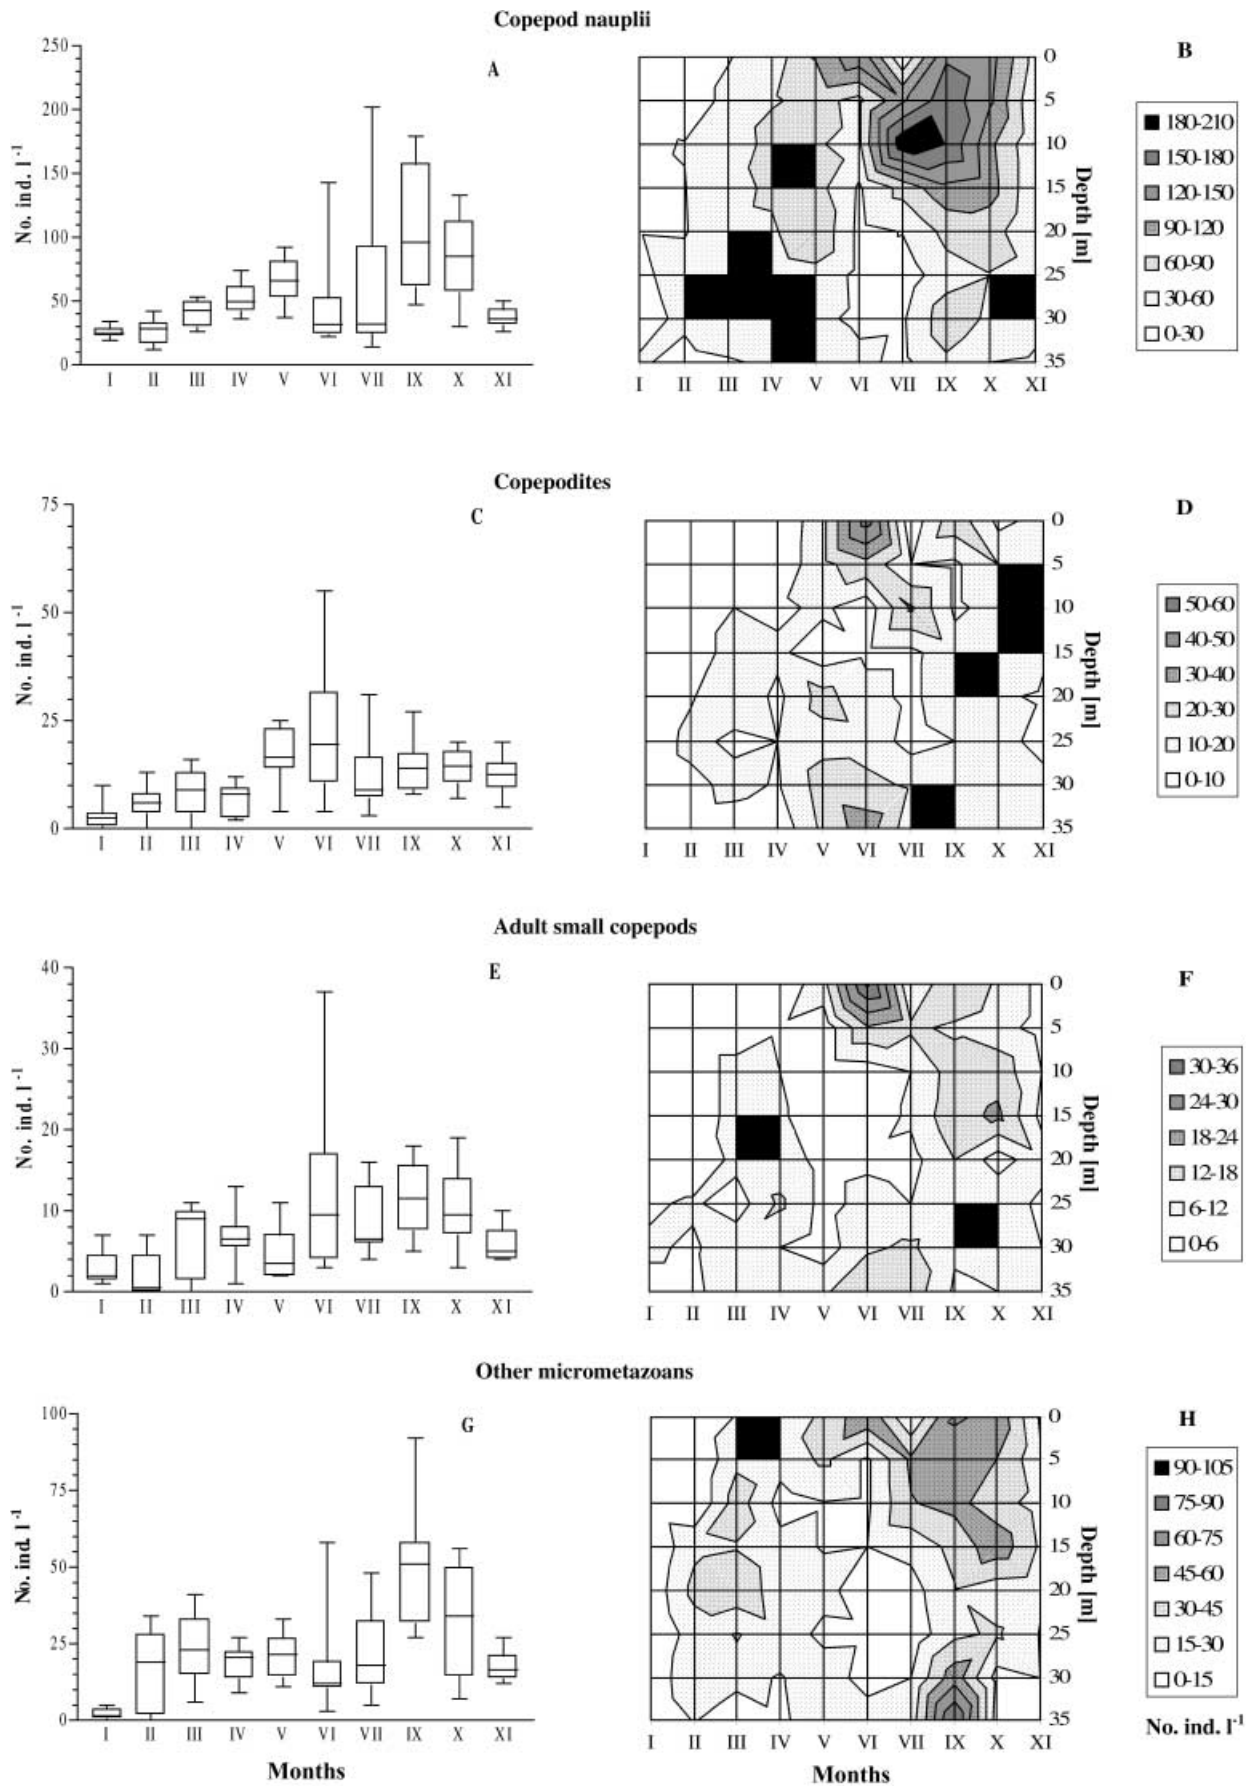 Copepod nauplii
A
No. ind. l⁻¹
250
200
150
100
50
0
I II III IV V VI VII IX X XI
B
0
5
10
15
20
25
30
35
Depth [m]
I II III IV V VI VII IX X XI
180-210
150-180
120-150
90-120
60-90
30-60
0-30
Copepodites
C
No. ind. l⁻¹
75
50
25
0
I II III IV V VI VII IX X XI
D
0
5
10
15
20
25
30
35
Depth [m]
I II III IV V VI VII IX X XI
50-60
40-50
30-40
20-30
10-20
0-10
Adult small copepods
E
No. ind. l⁻¹
40
30
20
10
0
I II III IV V VI VII IX X XI
F
0
5
10
15
20
25
30
35
Depth [m]
I II III IV V VI VII IX X XI
30-36
24-30
18-24
12-18
6-12
0-6
Other micrometazoans
G
No. ind. l⁻¹
100
75
50
25
0
I II III IV V VI VII IX X XI
Months
H
0
5
10
15
20
25
30
35
Depth [m]
I II III IV V VI VII IX X XI
Months
90-105
75-90
60-75
45-60
30-45
15-30
0-15
No. ind. l⁻¹